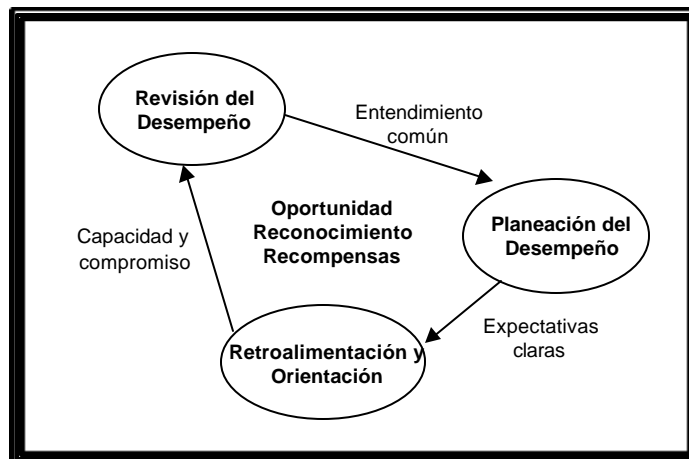 Revisión del
Desempeño
Entendimiento
común
Oportunidad
Reconocimiento
Recompensas
Planeación del
Desempeño
Capacidad y
compromiso
Expectativas
claras
Retroalimentación y
Orientación